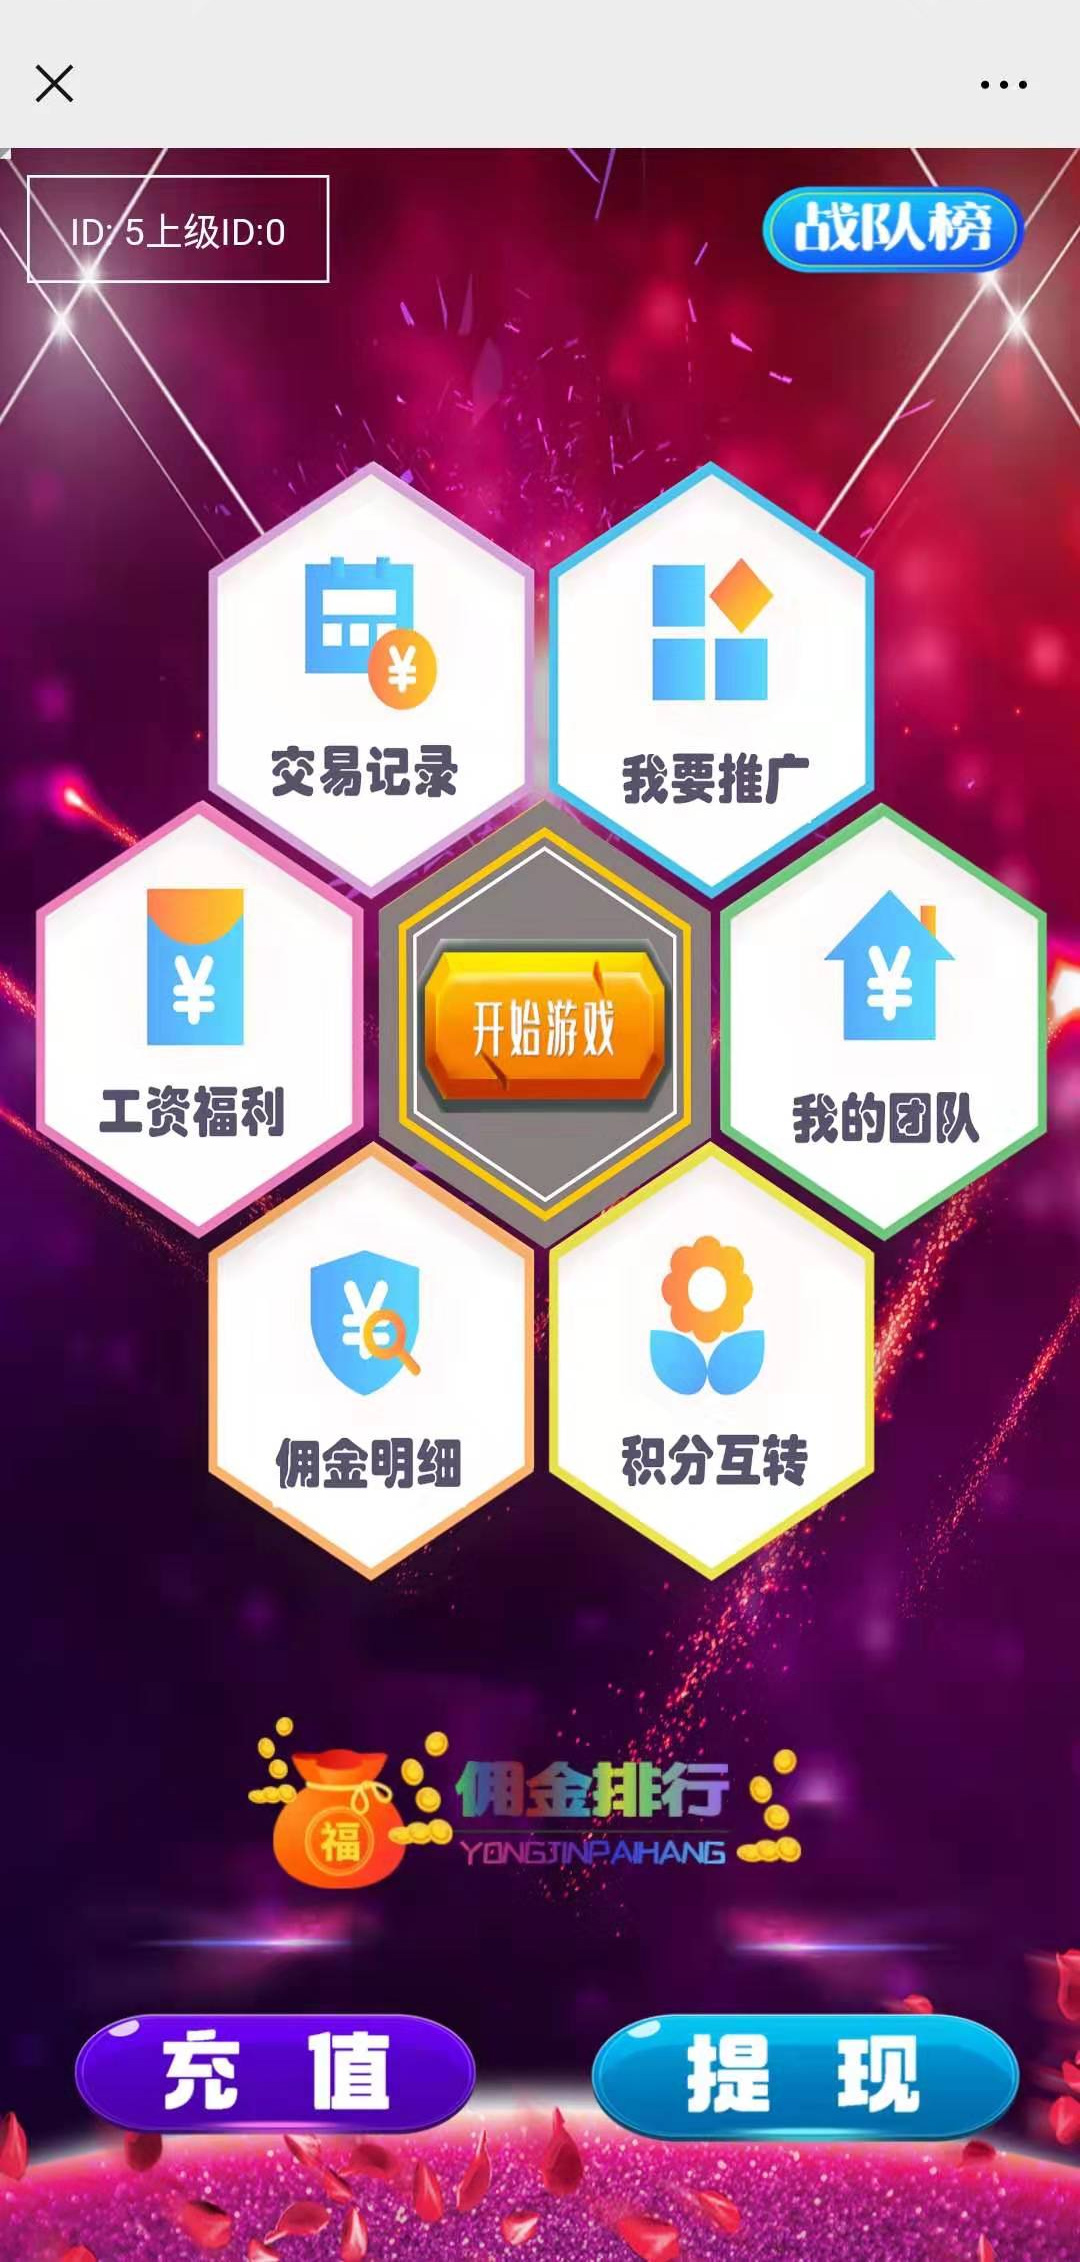 ID: 5上级ID:0
战队榜
交易记录
我要推广
工资福利
开始游戏
我的团队
佣金明细
积分互转
福
佣金排行
YONGJINPAIHANG
充 值
提 现